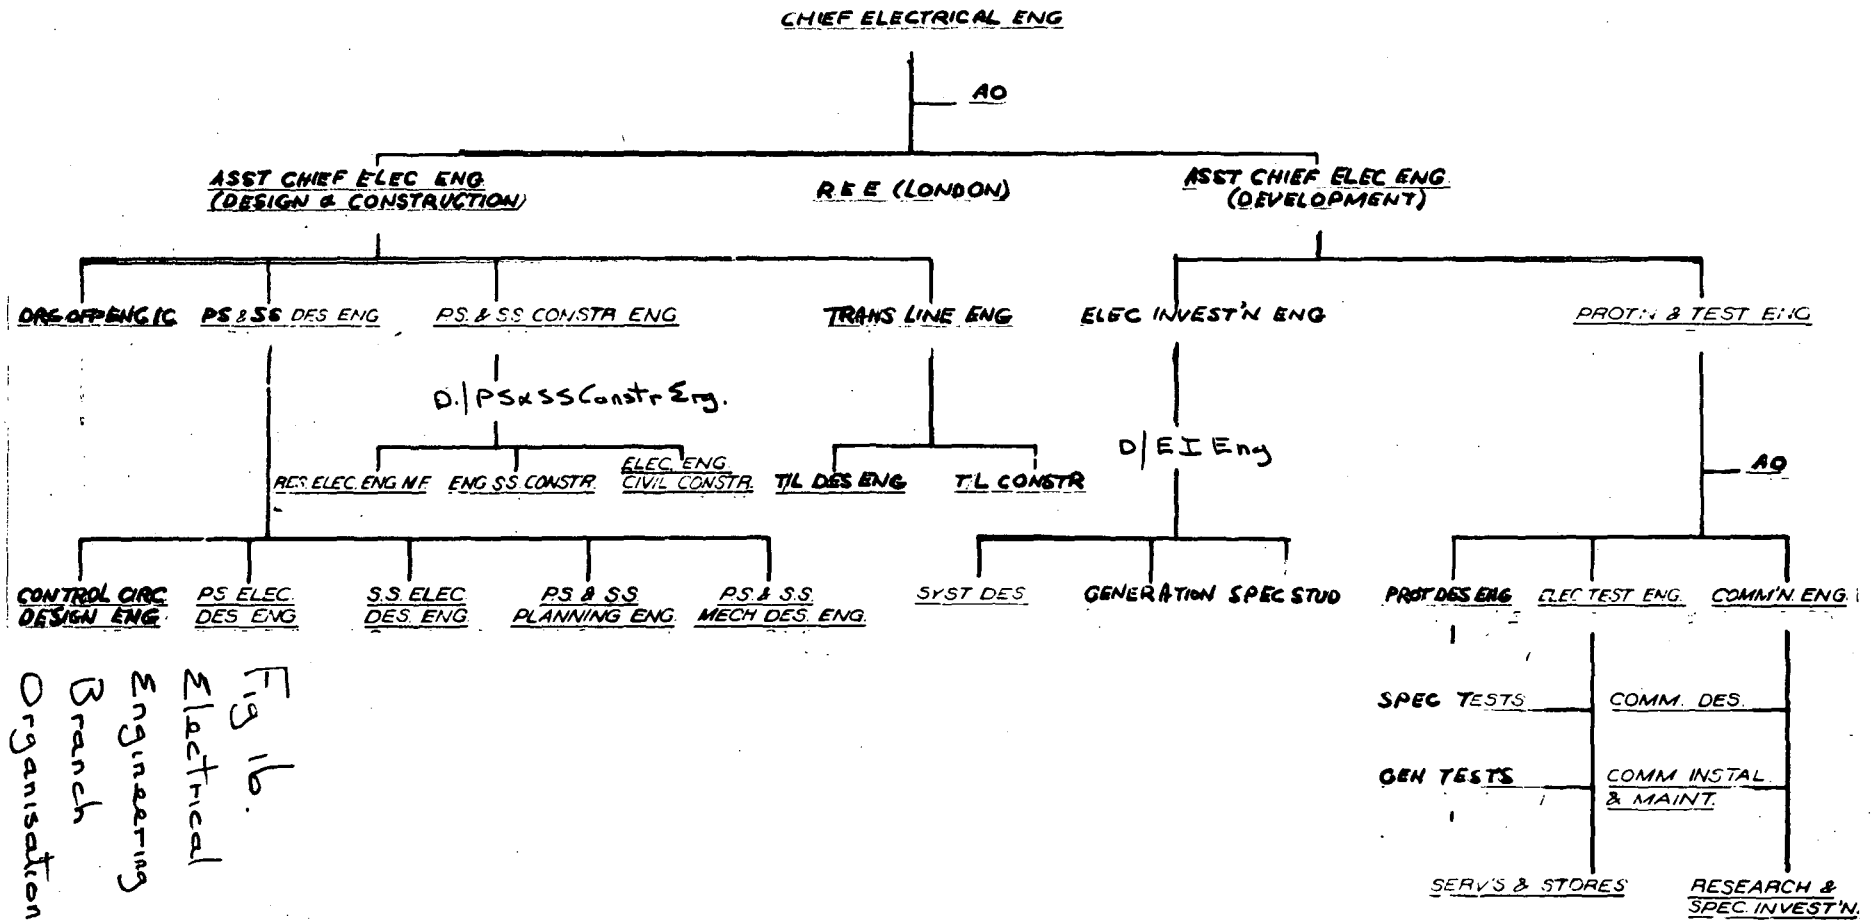 CHIEF ELECTRICAL ENG
AO
ASST CHIEF ELEC ENG
(DESIGN & CONSTRUCTION)
R E E (LONDON)
ASST CHIEF ELEC ENG
(DEVELOPMENT)
PS & SS DES ENG
P.S. & SS CONSTR ENG
TRANS LINE ENG
ELEC INVEST'N ENG
PROT'N & TEST ENG
D./PS & SS Constr Eng.
D/EI Eng
AO
RES. ELEC. ENG MF
ENG SS. CONSTR.
ELEC. ENG.
CIVIL CONSTR.
T/L DES ENG
T/L CONSTR
CONTROL CIRC
DESIGN ENG.
PS ELEC.
DES ENG
S.S. ELEC.
DES. ENG.
P.S & S.S.
PLANNING ENG.
P.S. & S.S.
MECH DES. ENG.
SYST DES
GENERATION SPEC STUD
PROT DES ENG
ELEC TEST ENG.
COMM'N. ENG.
SPEC TESTS
COMM. DES.
GEN TESTS
COMM INSTAL.
& MAINT.
SERV'S & STORES
RESEARCH &
SPEC. INVEST'N.
Fig 1b.
Electrical
Engineering
Branch
Organisation